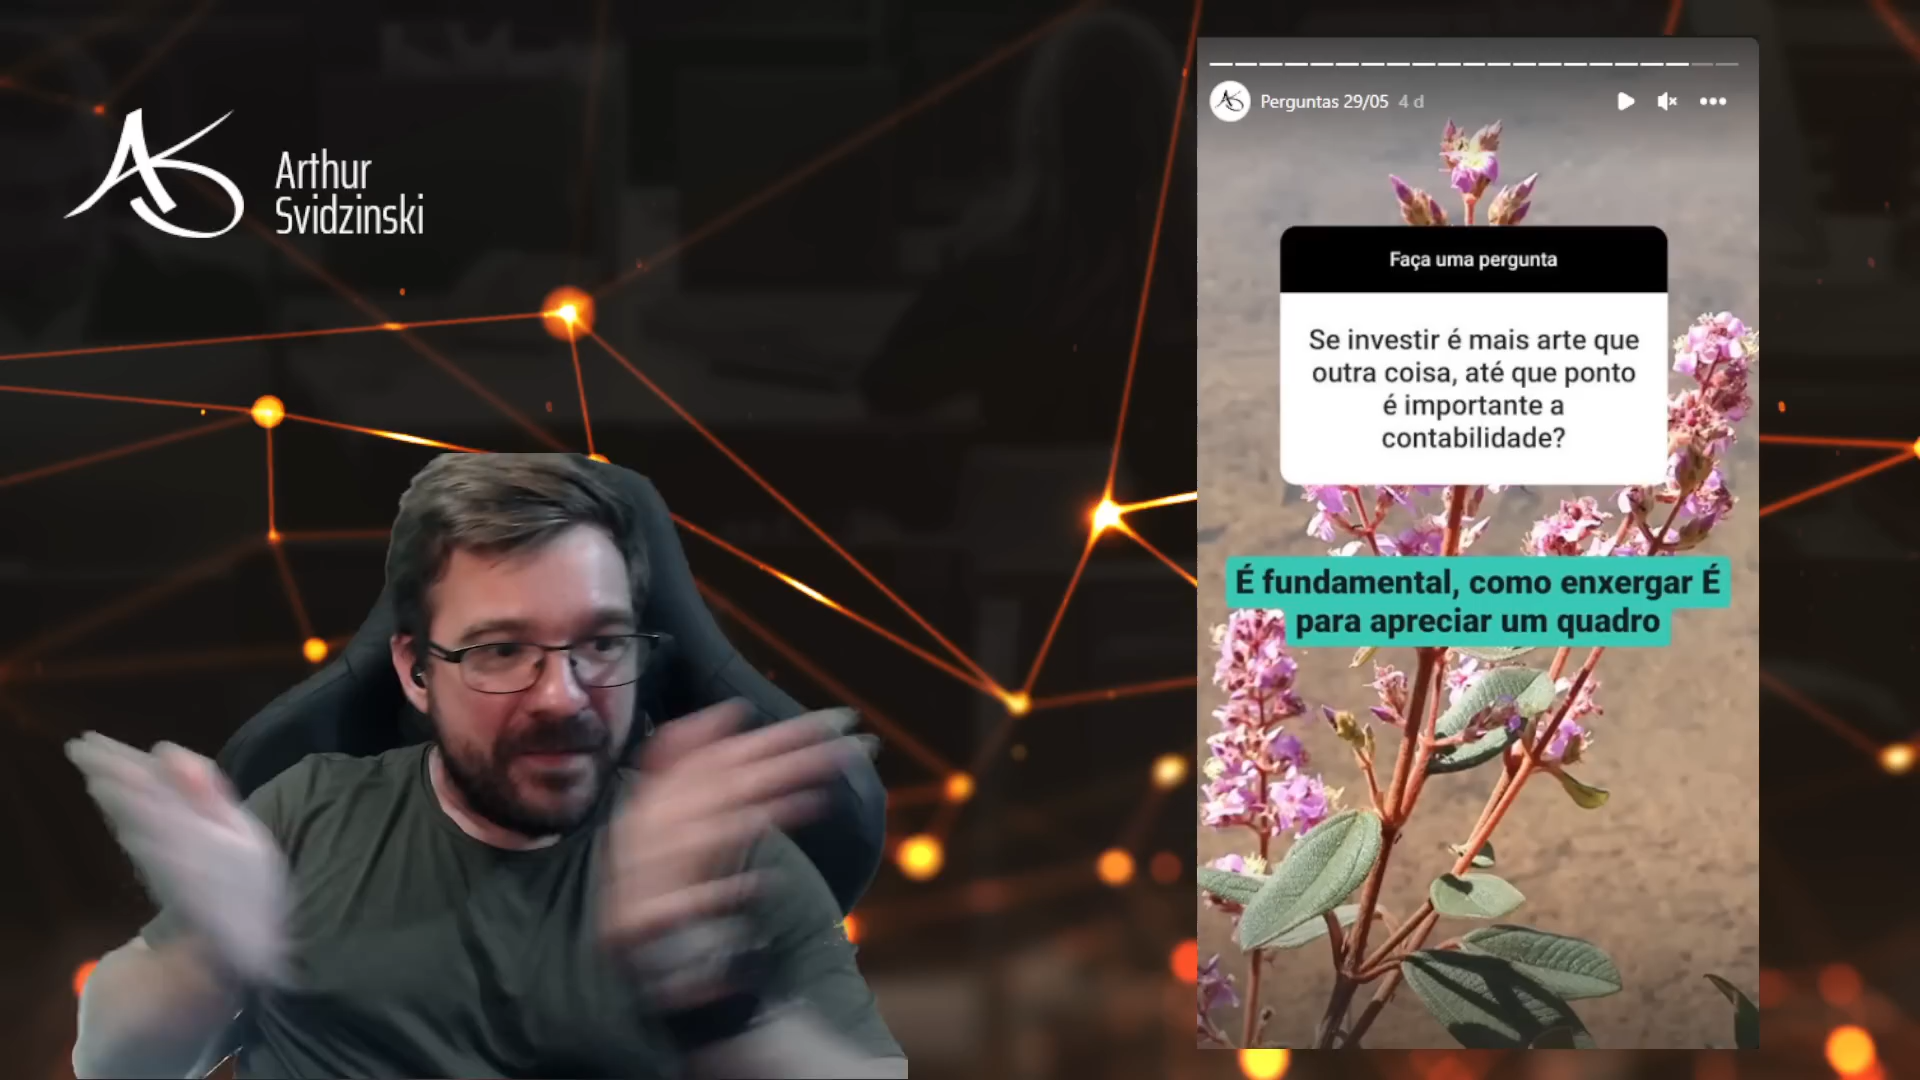 Arthur
Svidzinski
Perguntas 29/05 4 d
Faça uma pergunta
Se investir é mais arte que
outra coisa, até que ponto
é importante a
contabilidade?
É fundamental, como enxergar É
para apreciar um quadro